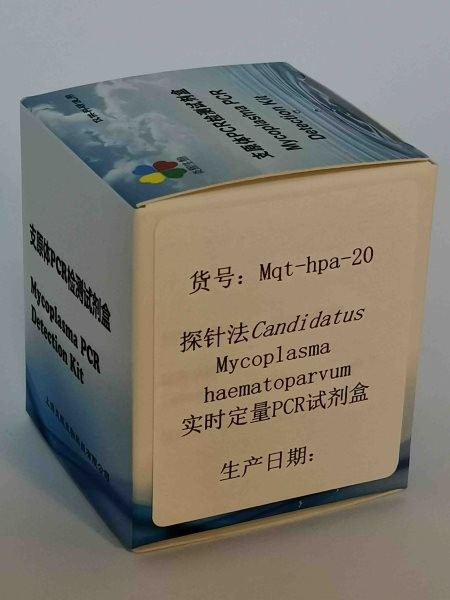 支原体PCR检测试剂盒
Mycoplasma PCR
Detection Kit
货号：Mqt-hpa-20
探针法Candidatus
Mycoplasma
haematoparvum
实时定量PCR试剂盒
生产日期：
支原体PCR检测试剂盒
Mycoplasma PCR
Detection Kit